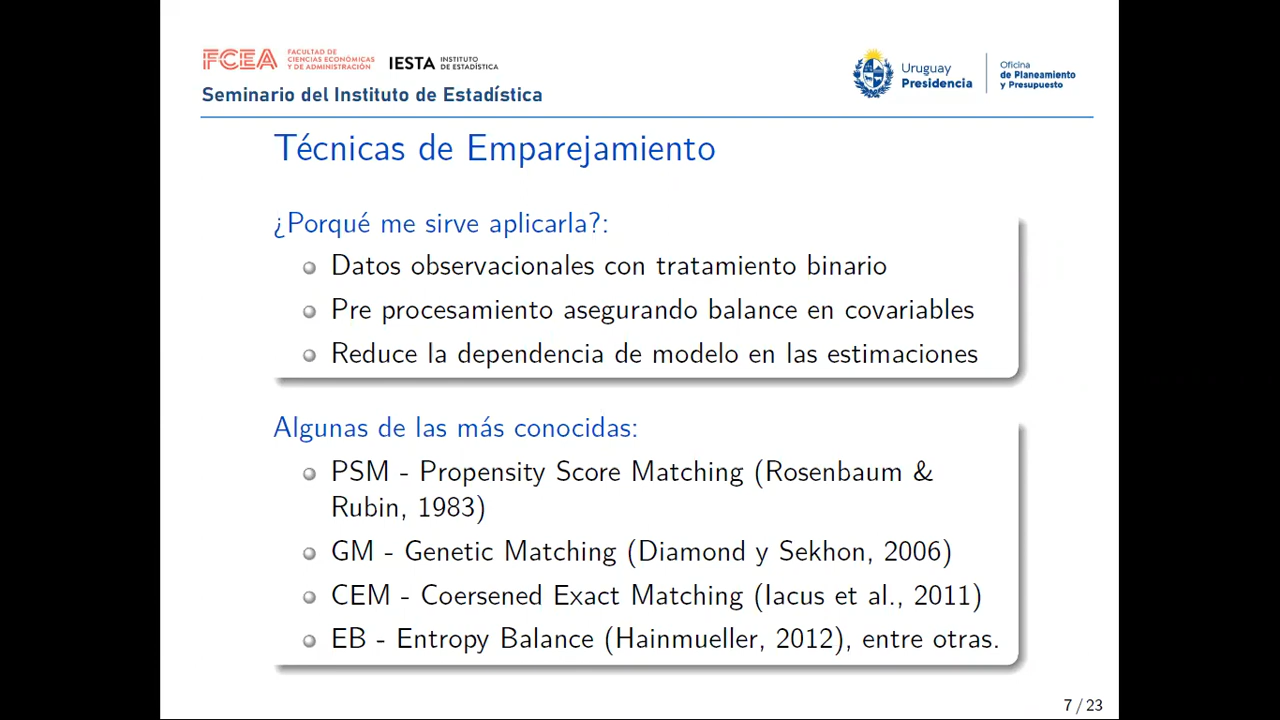 FCEA FACULTAD DE
CIENCIAS ECONÓMICAS
Y DE ADMINISTRACIÓN
IESTA INSTITUTO
DE ESTADÍSTICA
Uruguay
Presidencia
Oficina
de Planeamiento
y Presupuesto
Seminario del Instituto de Estadística
Técnicas de Emparejamiento
¿Porqué me sirve aplicarla?:
Datos observacionales con tratamiento binario
Pre procesamiento asegurando balance en covariables
Reduce la dependencia de modelo en las estimaciones
Algunas de las más conocidas:
PSM - Propensity Score Matching (Rosenbaum &
Rubin, 1983)
GM - Genetic Matching (Diamond y Sekhon, 2006)
CEM - Coersened Exact Matching (Iacus et al., 2011)
EB - Entropy Balance (Hainmueller, 2012), entre otras.
7 / 23